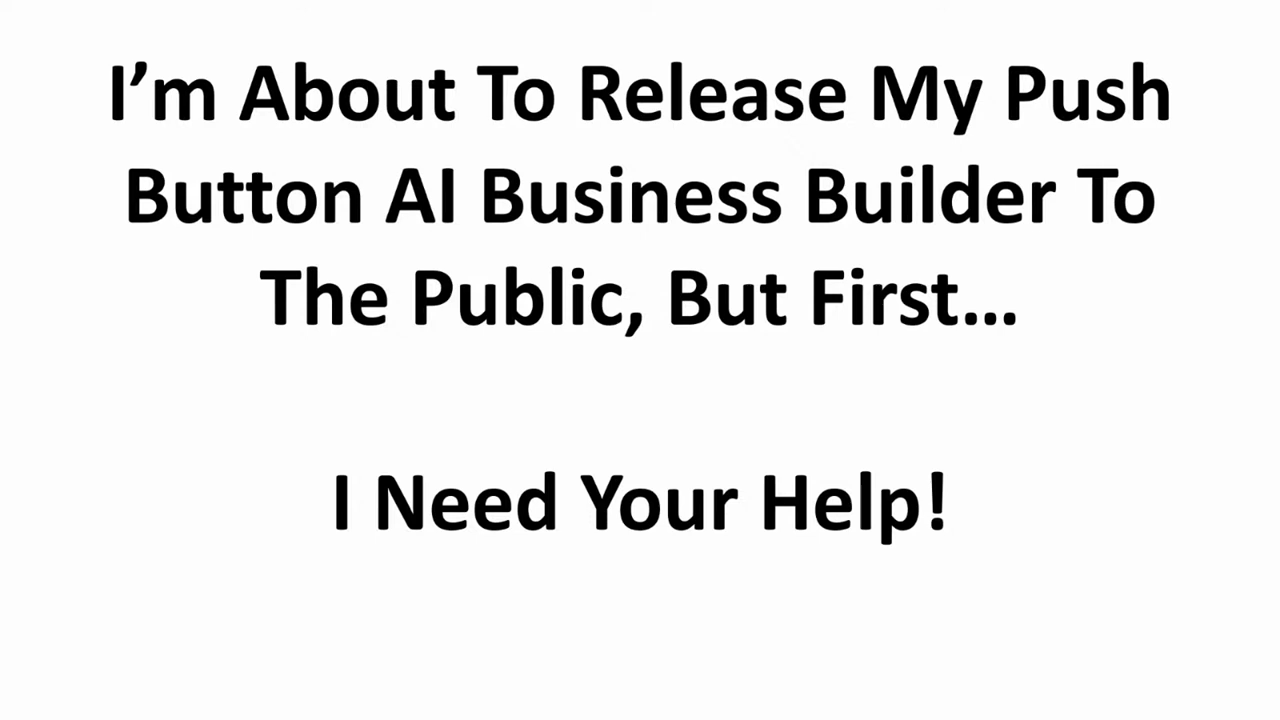 I’m About To Release My Push
Button AI Business Builder To
The Public, But First…
I Need Your Help!